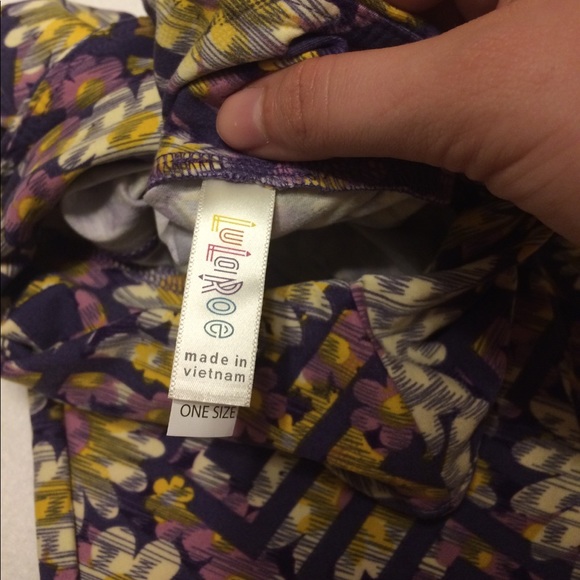 LuLaRoe
made in
vietnam
ONE SIZE